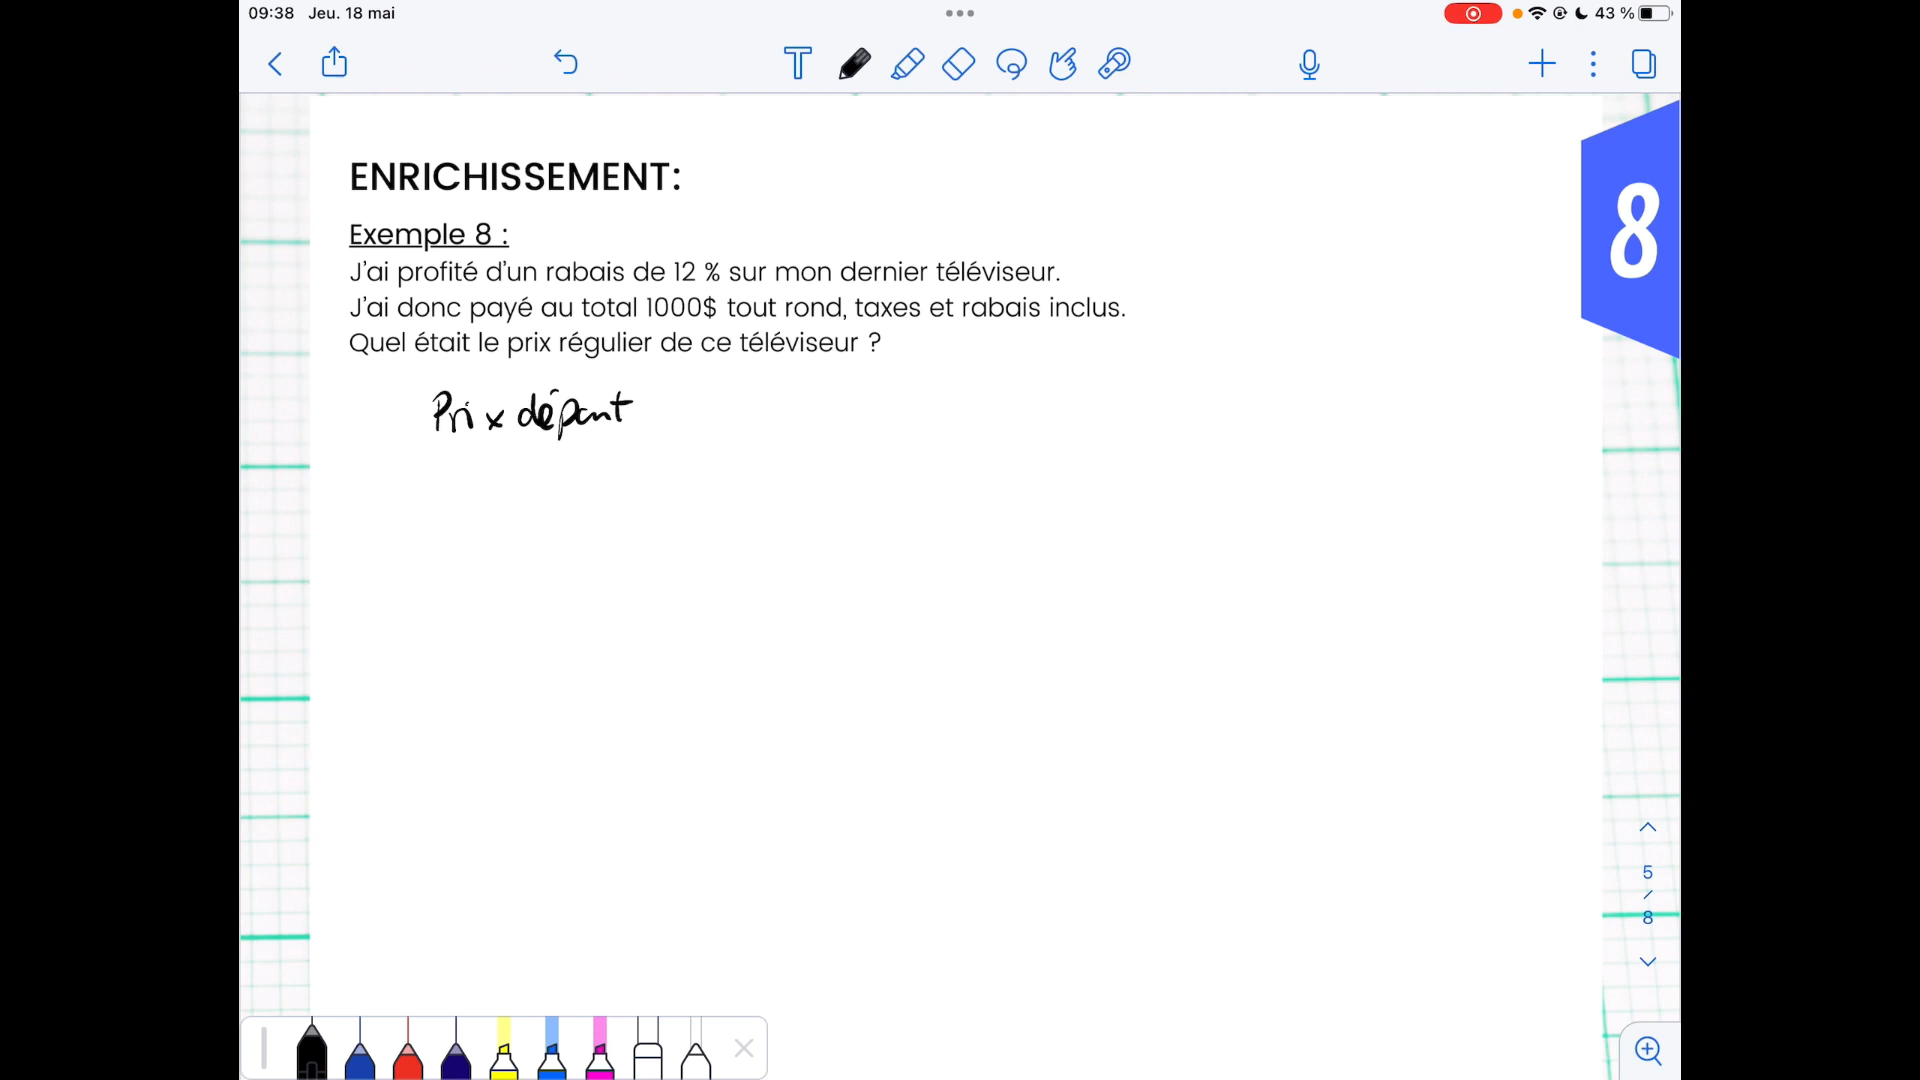 09:38 Jeu. 18 mai
43 %
ENRICHISSEMENT:
8
Exemple 8 :
J'ai profité d'un rabais de 12 % sur mon dernier téléviseur.
J'ai donc payé au total 1000$ tout rond, taxes et rabais inclus.
Quel était le prix régulier de ce téléviseur ?
Prix départ
5
/
8